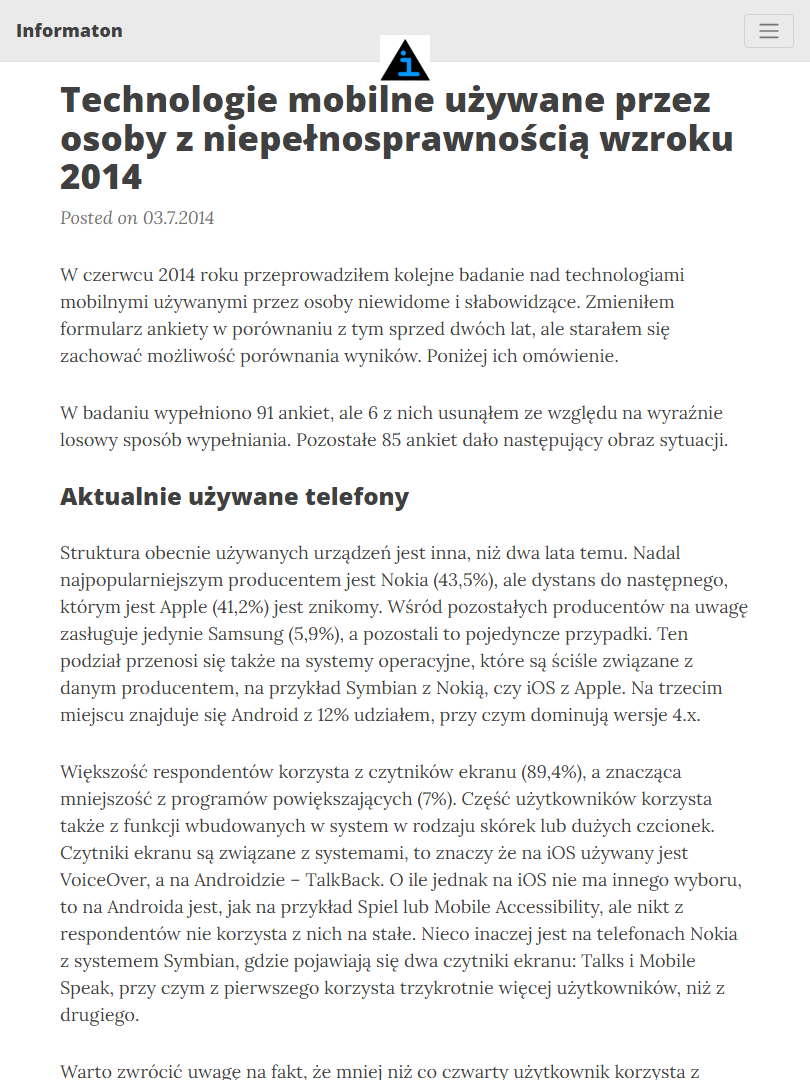 Informaton
Technologie mobilne używane przez
osoby z niepełnosprawnością wzroku
2014
Posted on 03.7.2014
W czerwcu 2014 roku przeprowadziłem kolejne badanie nad technologiami
mobilnymi używanymi przez osoby niewidome i słabowidzące. Zmieniłem
formularz ankiety w porównaniu z tym sprzed dwóch lat, ale starałem się
zachować możliwość porównania wyników. Poniżej ich omówienie.
W badaniu wypełniono 91 ankiet, ale 6 z nich usunąłem ze względu na wyraźnie
losowy sposób wypełniania. Pozostałe 85 ankiet dało następujący obraz sytuacji.
Aktualnie używane telefony
Struktura obecnie używanych urządzeń jest inna, niż dwa lata temu. Nadal
najpopularniejszym producentem jest Nokia (43,5%), ale dystans do następnego,
którym jest Apple (41,2%) jest znikomy. Wśród pozostałych producentów na uwagę
zasługuje jedynie Samsung (5,9%), a pozostali to pojedyncze przypadki. Ten
podział przenosi się także na systemy operacyjne, które są ściśle związane z
danym producentem, na przykład Symbian z Nokią, czy iOS z Apple. Na trzecim
miejscu znajduje się Android z 12% udziałem, przy czym dominują wersje 4.x.
Większość respondentów korzysta z czytników ekranu (89,4%), a znacząca
mniejszość z programów powiększających (7%). Część użytkowników korzysta
także z funkcji wbudowanych w system w rodzaju skórek lub dużych czcionek.
Czytniki ekranu są związane z systemami, to znaczy że na iOS używany jest
VoiceOver, a na Androidzie – TalkBack. O ile jednak na iOS nie ma innego wyboru,
to na Androida jest, jak na przykład Spiel lub Mobile Accessibility, ale nikt z
respondentów nie korzysta z nich na stałe. Nieco inaczej jest na telefonach Nokia
z systemem Symbian, gdzie pojawiają się dwa czytniki ekranu: Talks i Mobile
Speak, przy czym z pierwszego korzysta trzykrotnie więcej użytkowników, niż z
drugiego.
Warto zwrócić uwagę na fakt, że mniej niż co czwarty użytkownik korzysta z